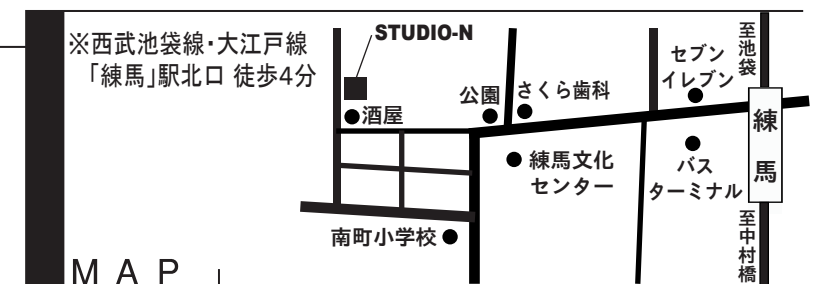 ※西武池袋線・大江戸線
「練馬」駅北口 徒歩4分
STUDIO-N
酒屋
公園
さくら歯科
セブン
イレブン
至池袋
練馬
練馬文化
センター
バス
ターミナル
南町小学校
至中村橋
MAP